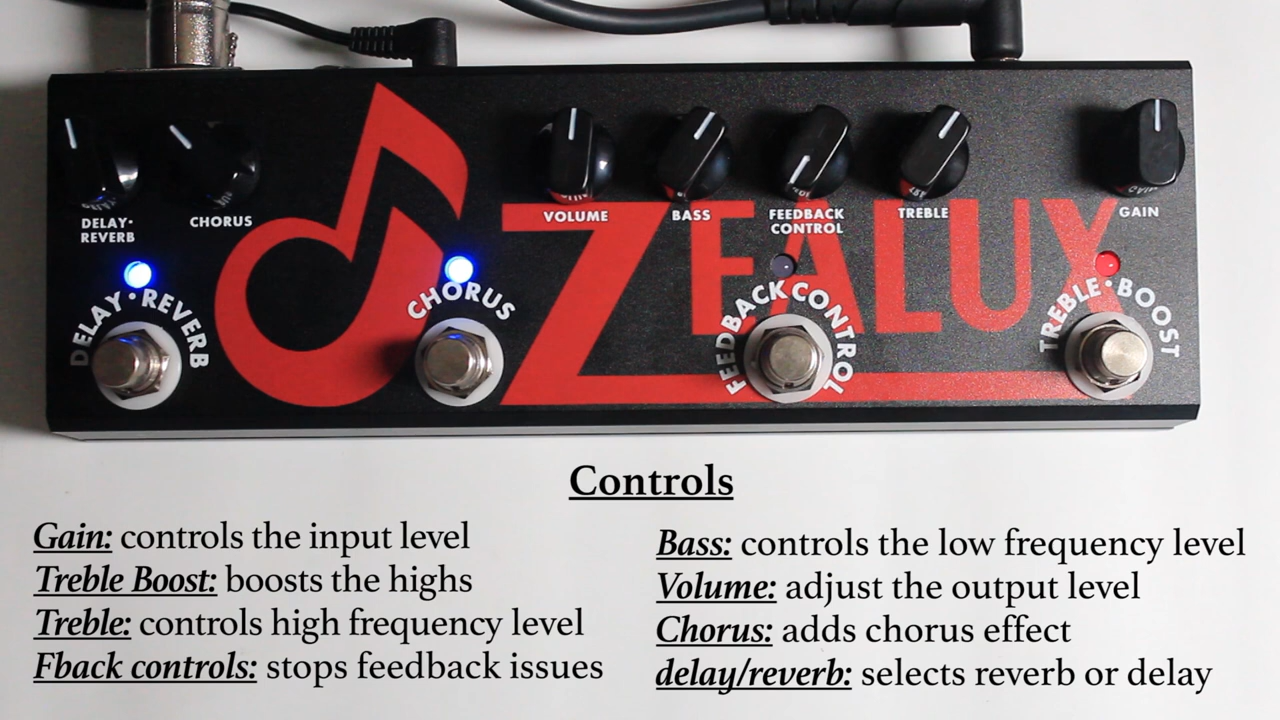 DELAY•
REVERB
CHORUS
VOLUME
BASS
FEEDBACK
CONTROL
TREBLE
GAIN
ZEALUX
DELAY•REVERB
CHORUS
FEEDBACK CONTROL
TREBLE•BOOST
Controls
Gain: controls the input level
Treble Boost: boosts the highs
Treble: controls high frequency level
Fback controls: stops feedback issues
Bass: controls the low frequency level
Volume: adjust the output level
Chorus: adds chorus effect
delay/reverb: selects reverb or delay